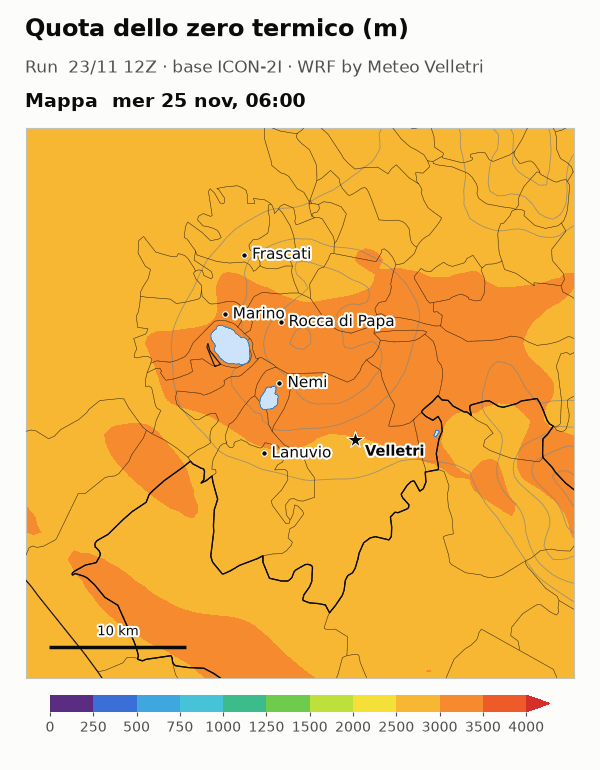 Quota dello zero termico (m)
Run 23/11 12Z · base ICON-2I · WRF by Meteo Velletri
Mappa mer 25 nov, 06:00
Frascati
Marino
Rocca di Papa
Nemi
Velletri
Lanuvio
10 km
0 250 500 750 1000 1250 1500 2000 2500 3000 3500 4000